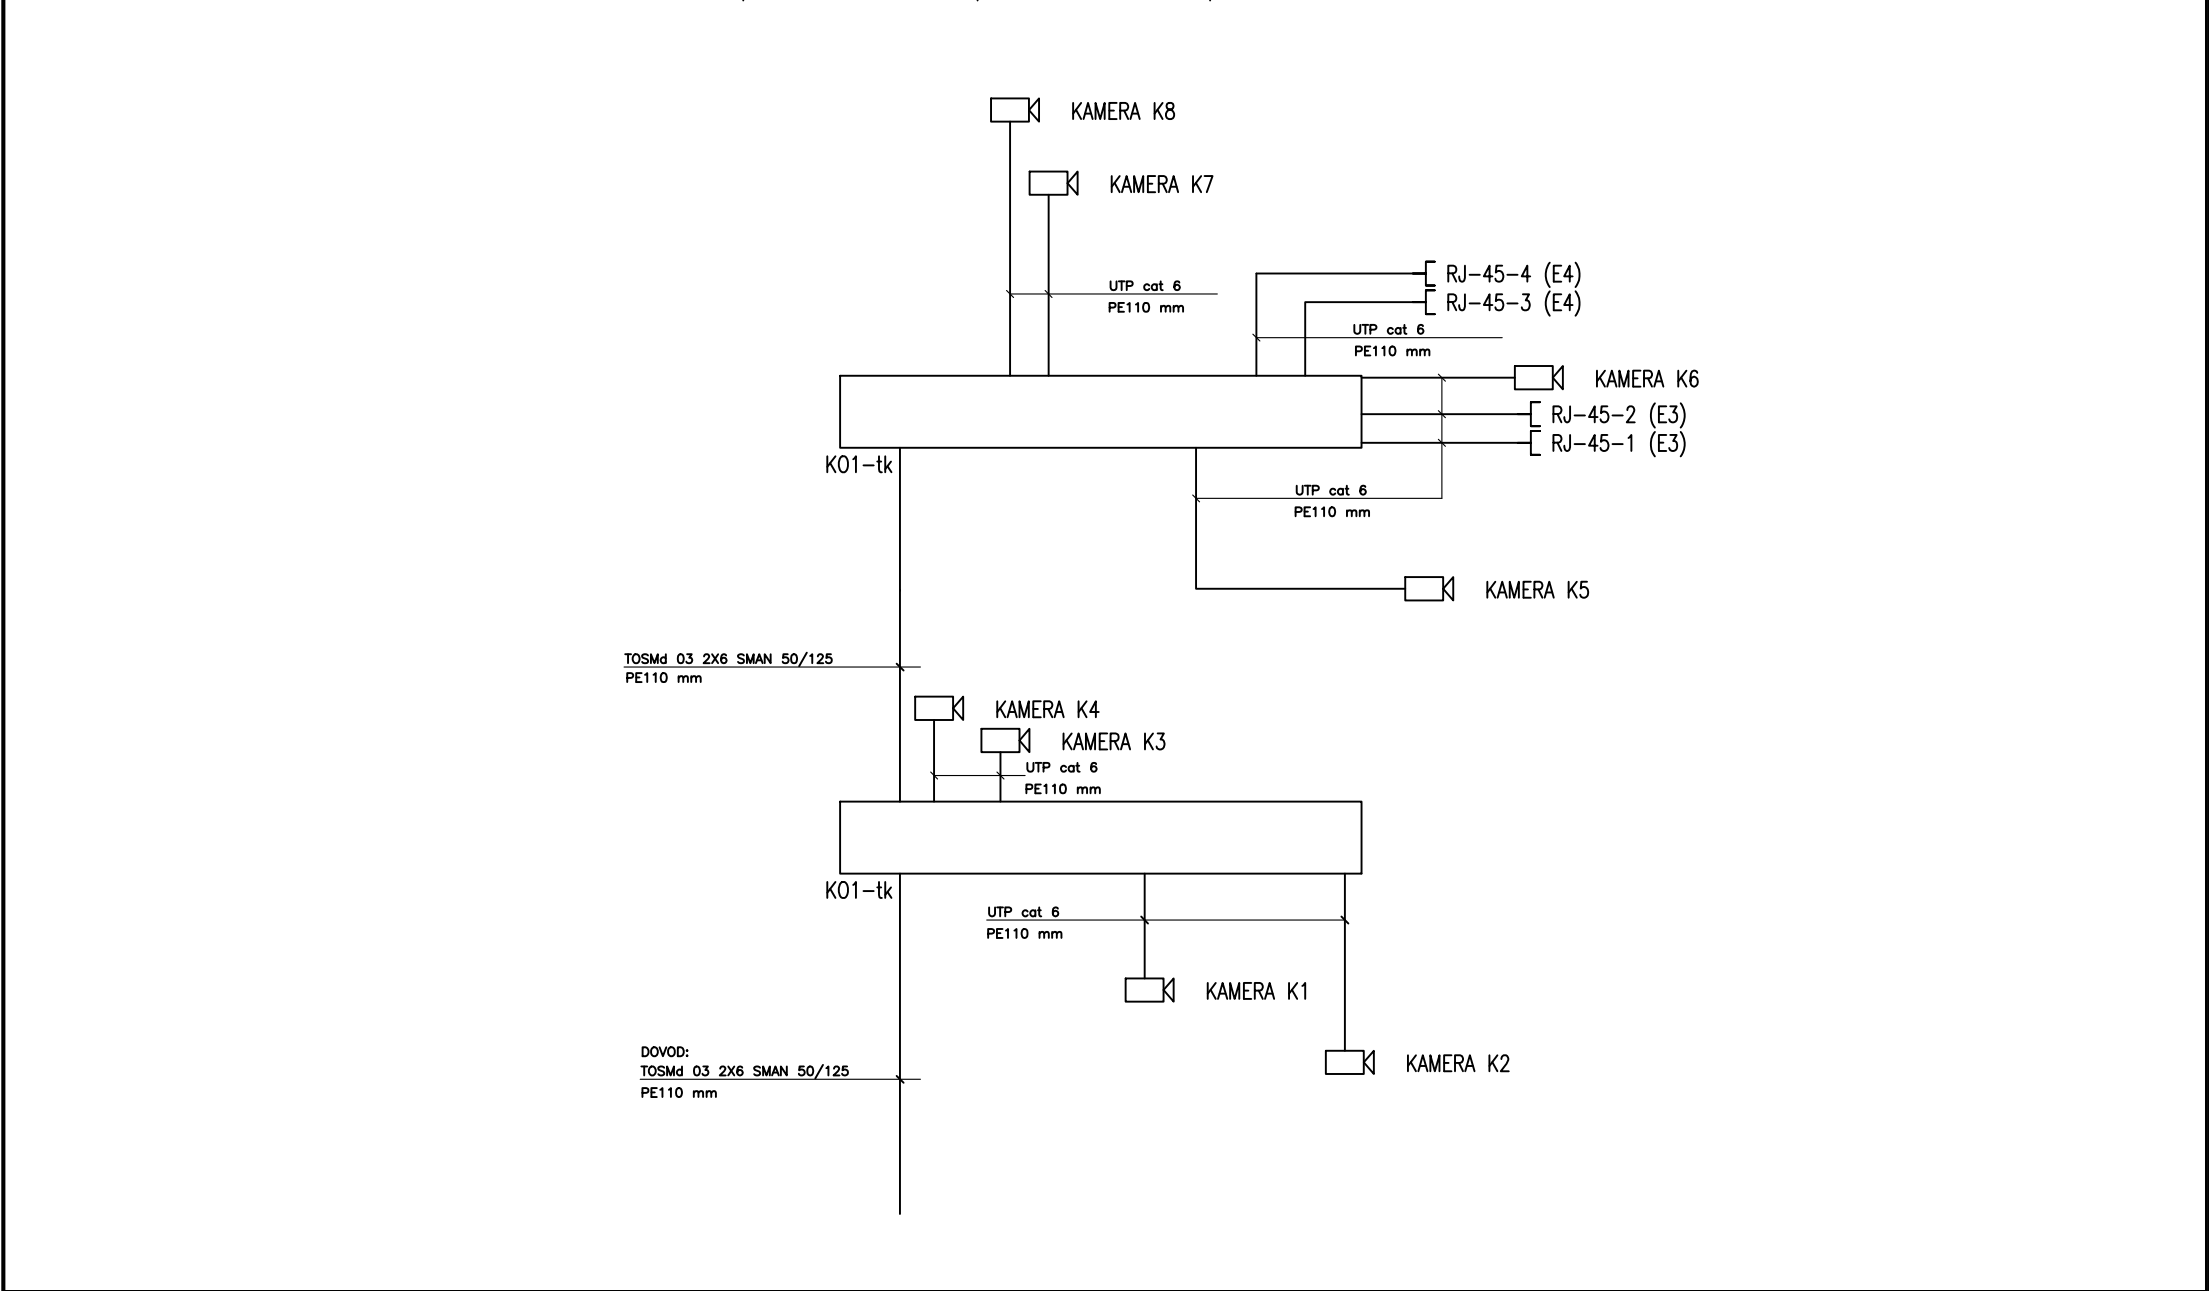 KAMERA K8
KAMERA K7
UTP cat 6
PE110 mm
RJ-45-4 (E4)
RJ-45-3 (E4)
UTP cat 6
PE110 mm
KAMERA K6
RJ-45-2 (E3)
RJ-45-1 (E3)
K01-tk
UTP cat 6
PE110 mm
KAMERA K5
TOSMd 03 2X6 SMAN 50/125
PE110 mm
KAMERA K4
KAMERA K3
UTP cat 6
PE110 mm
K01-tk
UTP cat 6
PE110 mm
KAMERA K1
DOVOD:
TOSMd 03 2X6 SMAN 50/125
PE110 mm
KAMERA K2